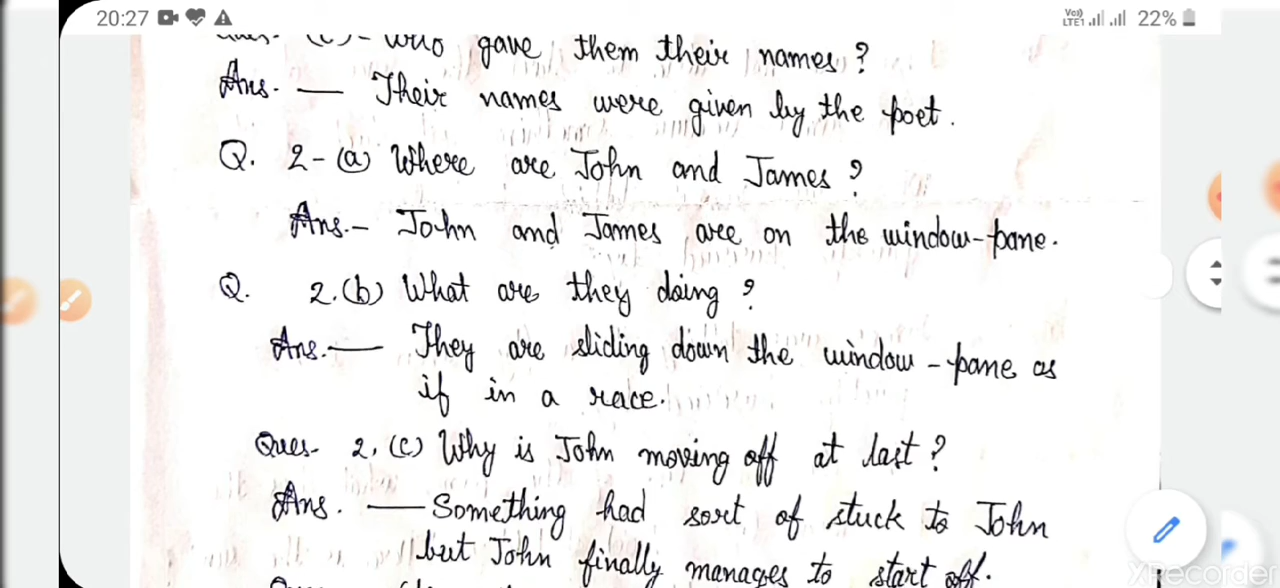 20:27 Vo)) LTE1 22%
Ques. (c) - Who gave them their names ?
Ans. — Their names were given by the poet.
Q. 2-(a) Where are John and James ?
Ans.- John and James are on the window-pane.
Q. 2.(b) What are they doing ?
Ans. — They are sliding down the window-pane as
if in a race.
Ques. 2. (c) Why is John moving off at last ?
Ans. — Something had sort of stuck to John
but John finally manages to start off.
XRecorder